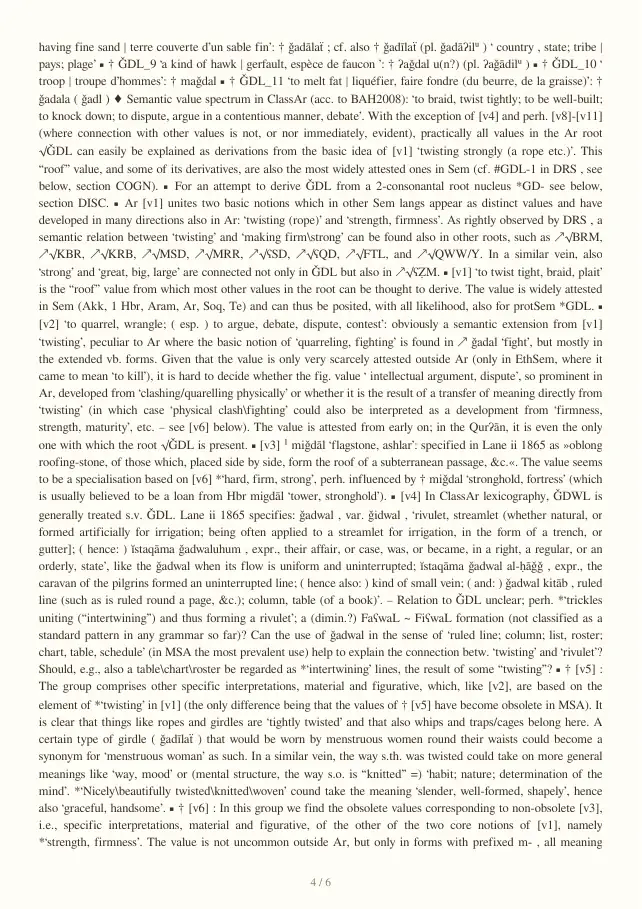 having fine sand | terre couverte d'un sable fin': † ǧadālaẗ ; cf. also † ǧadīlaẗ (pl. ǧadāʔilᵘ ) ' country , state; tribe |
pays; plage' ▪ † ǦDL_9 'a kind of hawk | gerfault, espèce de faucon ': † ʔaǧdal u(n?) (pl. ʔaǧādilᵘ ) ▪ † ǦDL_10 '
troop | troupe d'hommes': † maǧdal ▪ † ǦDL_11 'to melt fat | liquéfier, faire fondre (du beurre, de la graisse)': †
ǧadala ( ǧadl ) ♦ Semantic value spectrum in ClassAr (acc. to BAH2008): 'to braid, twist tightly; to be well-built;
to knock down; to dispute, argue in a contentious manner, debate'. With the exception of [v4] and perh. [v8]-[v11]
(where connection with other values is not, or nor immediately, evident), practically all values in the Ar root
√ǦDL can easily be explained as derivations from the basic idea of [v1] 'twisting strongly (a rope etc.)'. This
“roof” value, and some of its derivatives, are also the most widely attested ones in Sem (cf. #GDL-1 in DRS , see
below, section COGN). ▪ For an attempt to derive ǦDL from a 2-consonantal root nucleus *GD- see below,
section DISC. ▪ Ar [v1] unites two basic notions which in other Sem langs appear as distinct values and have
developed in many directions also in Ar: 'twisting (rope)' and 'strength, firmness'. As rightly observed by DRS , a
semantic relation between 'twisting' and 'making firm\strong' can be found also in other roots, such as ↗√BRM,
↗√KBR, ↗√KRB, ↗√MSD, ↗√MRR, ↗√ʕSD, ↗√ʕQD, ↗√FTL, and ↗√QWW/Y. In a similar vein, also
'strong' and 'great, big, large' are connected not only in ǦDL but also in ↗√ʕẒM. ▪ [v1] 'to twist tight, braid, plait'
is the “roof” value from which most other values in the root can be thought to derive. The value is widely attested
in Sem (Akk, 1 Hbr, Aram, Ar, Soq, Te) and can thus be posited, with all likelihood, also for protSem *GDL. ▪
[v2] 'to quarrel, wrangle; ( esp. ) to argue, debate, dispute, contest': obviously a semantic extension from [v1]
'twisting', peculiar to Ar where the basic notion of 'quareling, fighting' is found in ↗ ǧadal 'fight', but mostly in
the extended vb. forms. Given that the value is only very scarcely attested outside Ar (only in EthSem, where it
came to mean 'to kill'), it is hard to decide whether the fig. value ' intellectual argument, dispute', so prominent in
Ar, developed from 'clashing/quarelling physically' or whether it is the result of a transfer of meaning directly from
'twisting' (in which case 'physical clash\fighting' could also be interpreted as a development from 'firmness,
strength, maturity', etc. – see [v6] below). The value is attested from early on; in the Qurʔān, it is even the only
one with which the root √ǦDL is present. ▪ [v3] ¹ miǧdāl 'flagstone, ashlar': specified in Lane ii 1865 as »oblong
roofing-stone, of those which, placed side by side, form the roof of a subterranean passage, &c.«. The value seems
to be a specialisation based on [v6] *'hard, firm, strong', perh. influenced by † miǧdal 'stronghold, fortress' (which
is usually believed to be a loan from Hbr migdāl 'tower, stronghold'). ▪ [v4] In ClassAr lexicography, ǦDWL is
generally treated s.v. ǦDL. Lane ii 1865 specifies: ǧadwal , var. ǧidwal , 'rivulet, streamlet (whether natural, or
formed artificially for irrigation; being often applied to a streamlet for irrigation, in the form of a trench, or
gutter]; ( hence: ) ĭstaqāma ǧadwaluhum , expr., their affair, or case, was, or became, in a right, a regular, or an
orderly, state', like the ǧadwal when its flow is uniform and uninterrupted; ĭstaqāma ǧadwal al-ḥāǧǧ , expr., the
caravan of the pilgrins formed an uninterrupted line; ( hence also: ) kind of small vein; ( and: ) ǧadwal kitāb , ruled
line (such as is ruled round a page, &c.); column, table (of a book)'. – Relation to ǦDL unclear; perh. *'trickles
uniting (“intertwining”) and thus forming a rivulet'; a (dimin.?) FaʕwaL ~ FiʕwaL formation (not classified as a
standard pattern in any grammar so far)? Can the use of ǧadwal in the sense of 'ruled line; column; list, roster;
chart, table, schedule' (in MSA the most prevalent use) help to explain the connection betw. 'twisting' and 'rivulet'?
Should, e.g., also a table\chart\roster be regarded as *'intertwining' lines, the result of some “twisting”? ▪ † [v5] :
The group comprises other specific interpretations, material and figurative, which, like [v2], are based on the
element of *'twisting' in [v1] (the only difference being that the values of † [v5] have become obsolete in MSA). It
is clear that things like ropes and girdles are 'tightly twisted' and that also whips and traps/cages belong here. A
certain type of girdle ( ǧadīlaẗ ) that would be worn by menstruous women round their waists could become a
synonym for 'menstruous woman' as such. In a similar vein, the way s.th. was twisted could take on more general
meanings like 'way, mood' or (mental structure, the way s.o. is “knitted” =) 'habit; nature; determination of the
mind'. *'Nicely\beautifully twisted\knitted\woven' cound take the meaning 'slender, well-formed, shapely', hence
also 'graceful, handsome'. ▪ † [v6] : In this group we find the obsolete values corresponding to non-obsolete [v3],
i.e., specific interpretations, material and figurative, of the other of the two core notions of [v1], namely
*'strength, firmness'. The value is not uncommon outside Ar, but only in forms with prefixed m- , all meaning
4 / 6